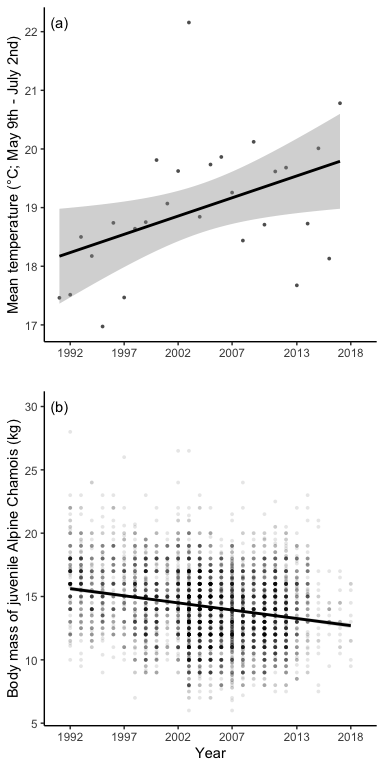 (a)
Mean temperature (°C; May 9th - July 2nd)
22
21
20
19
18
17
1992 1997 2002 2007 2013 2018
(b)
Body mass of juvenile Alpine Chamois (kg)
30
25
20
15
10
5
1992 1997 2002 2007 2013 2018
Year